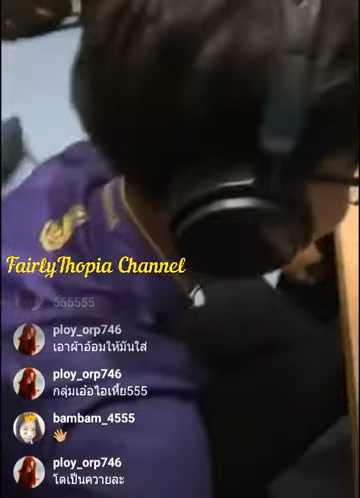 FairlyThopia Channel
555555
ploy_orp746
เอาผ้าอ้อมให้มันใส่
ploy_orp746
กลุ่มเอ๋อไอเหี้ย555
bambam_4555
👋
ploy_orp746
โตเป็นควายละ